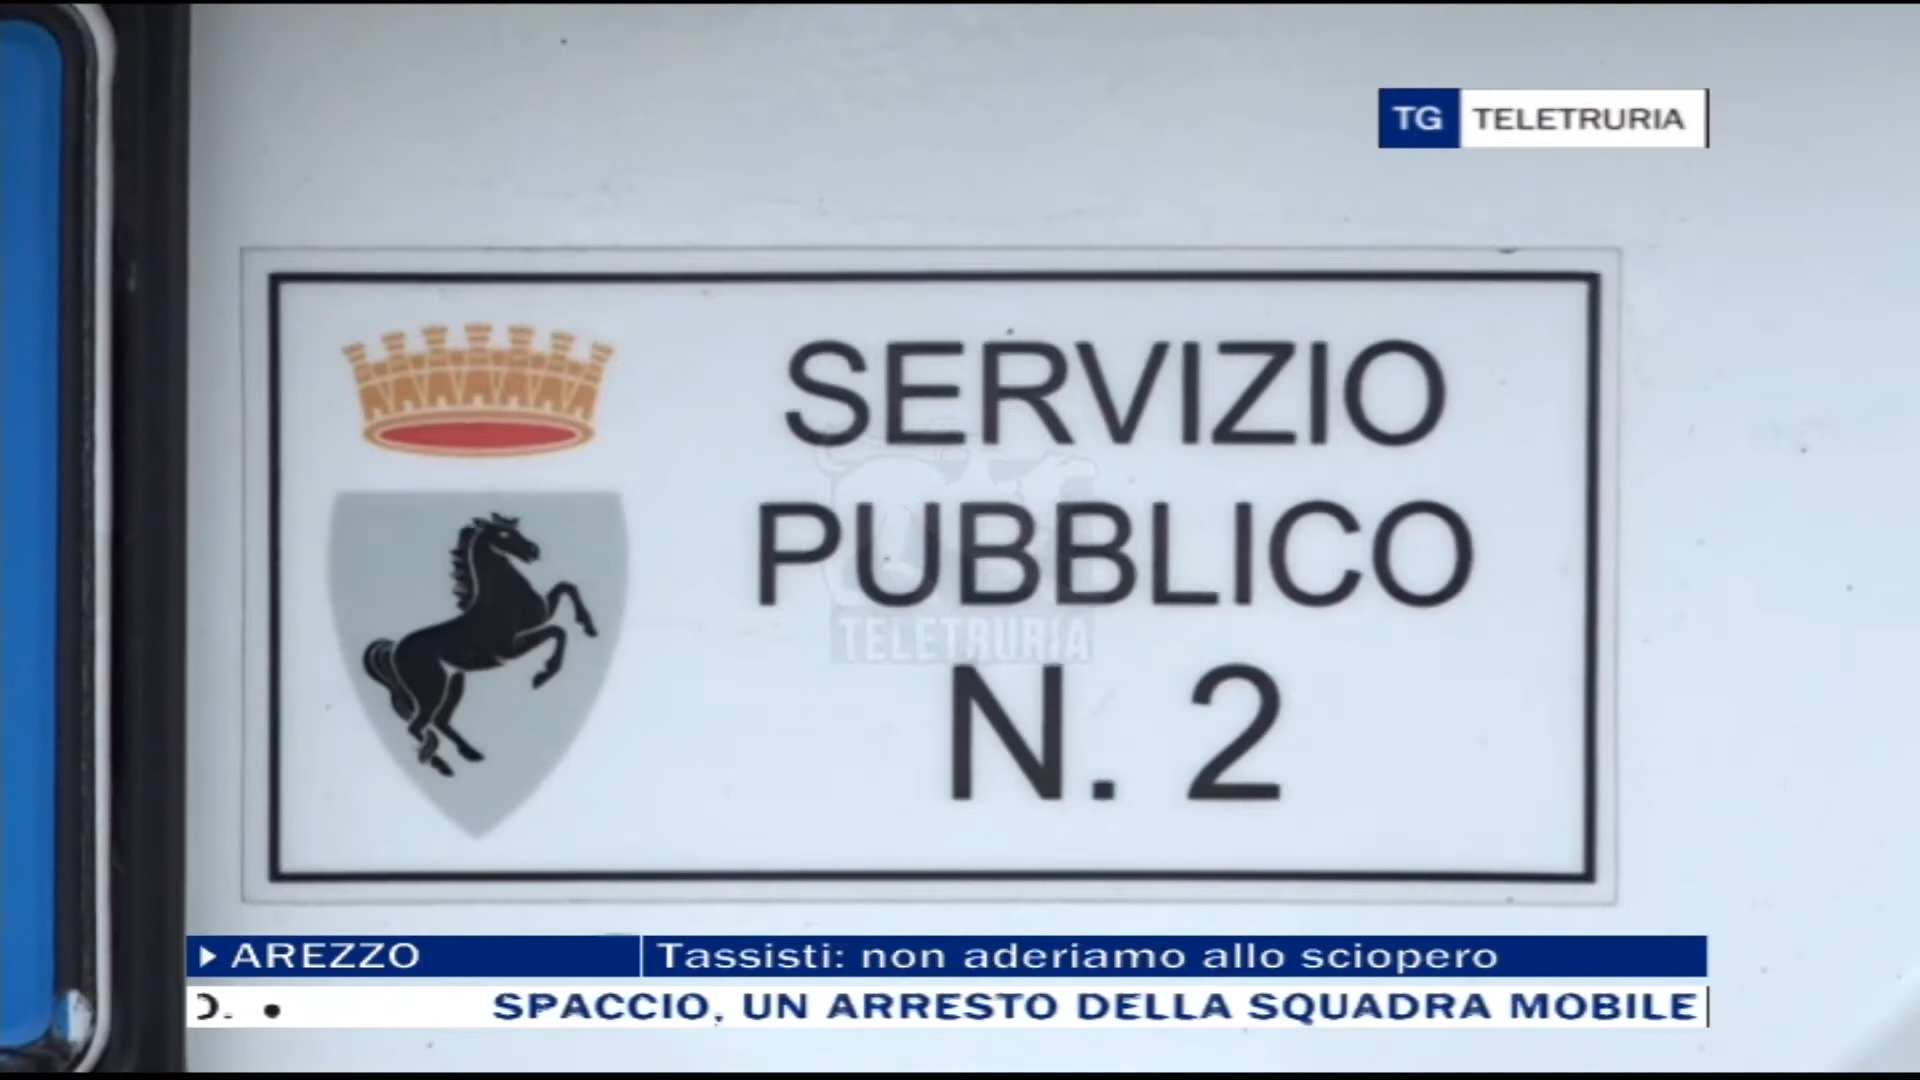 TG TELETRURIA
SERVIZIO
PUBBLICO
TELETRURIA
N. 2
AREZZO
Tassisti: non aderiamo allo sciopero
SPACCIO, UN ARRESTO DELLA SQUADRA MOBILE